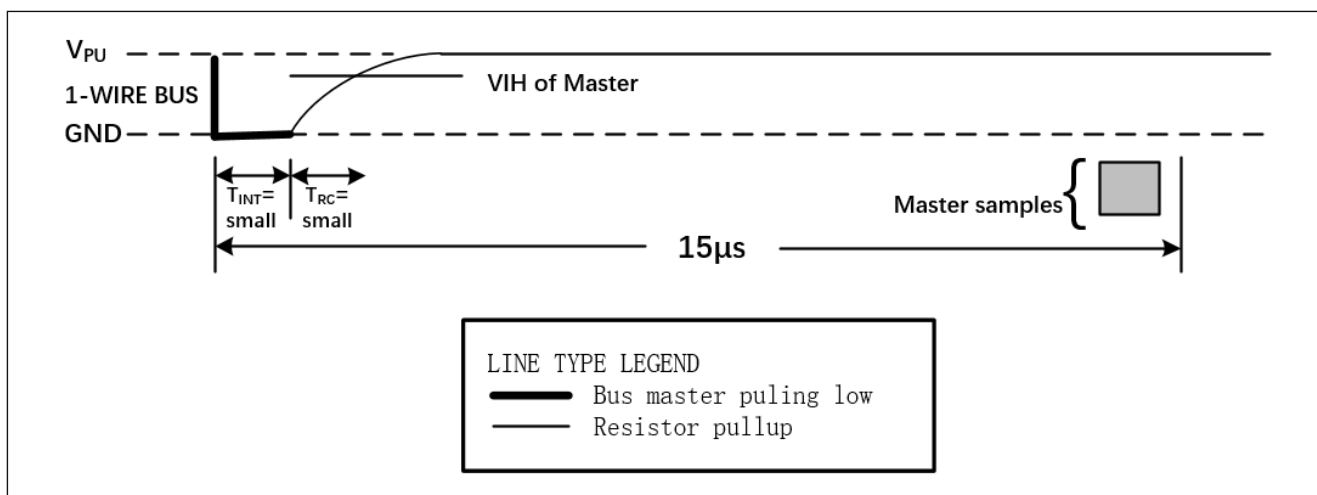 VPU
1-WIRE BUS
VIH of Master
GND
TINT=
small
TRC=
small
Master samples
15μs
LINE TYPE LEGEND
Bus master puling low
Resistor pullup